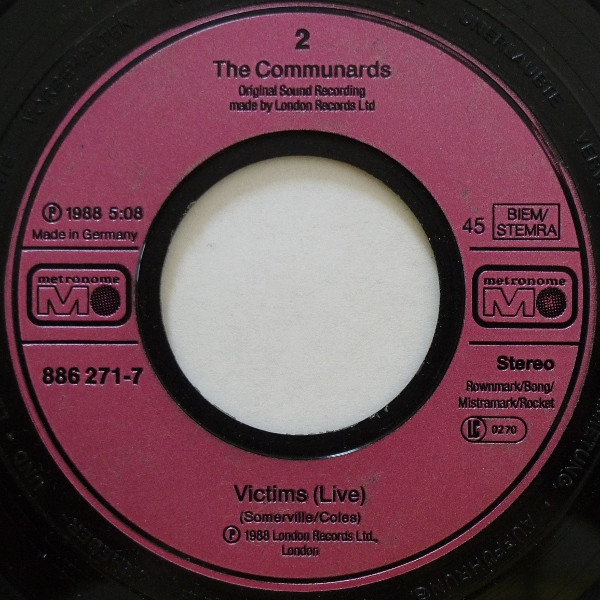 2
The Communards
Original Sound Recording
made by London Records Ltd
℗ 1988 5:08
Made in Germany
45 BIEM/
STEMRA
metronome
M
metronome
M
886 271-7
Stereo
Rownmark/Bong/
Mistramark/Rocket
LC 0270
Victims (Live)
(Somerville/Coles)
℗ 1988 London Records Ltd.,
London